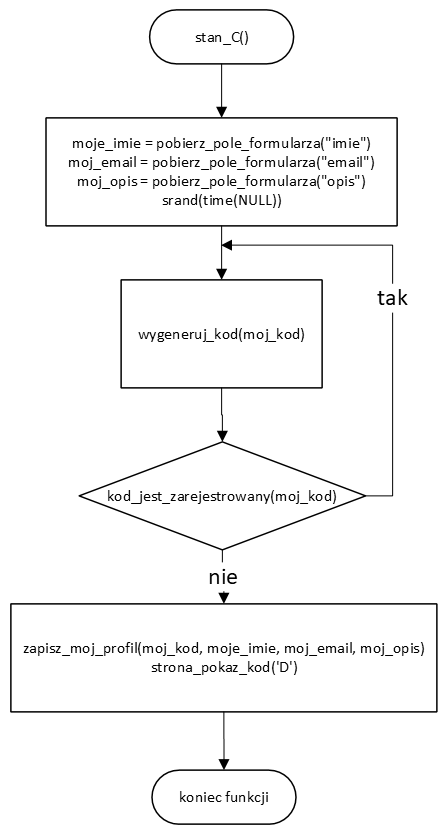 stan_C()
moje_imie = pobierz_pole_formularza("imie")
moj_email = pobierz_pole_formularza("email")
moj_opis = pobierz_pole_formularza("opis")
srand(time(NULL))
tak
wygeneruj_kod(moj_kod)
kod_jest_zarejestrowany(moj_kod)
nie
zapisz_moj_profil(moj_kod, moje_imie, moj_email, moj_opis)
strona_pokaz_kod('D')
koniec funkcji